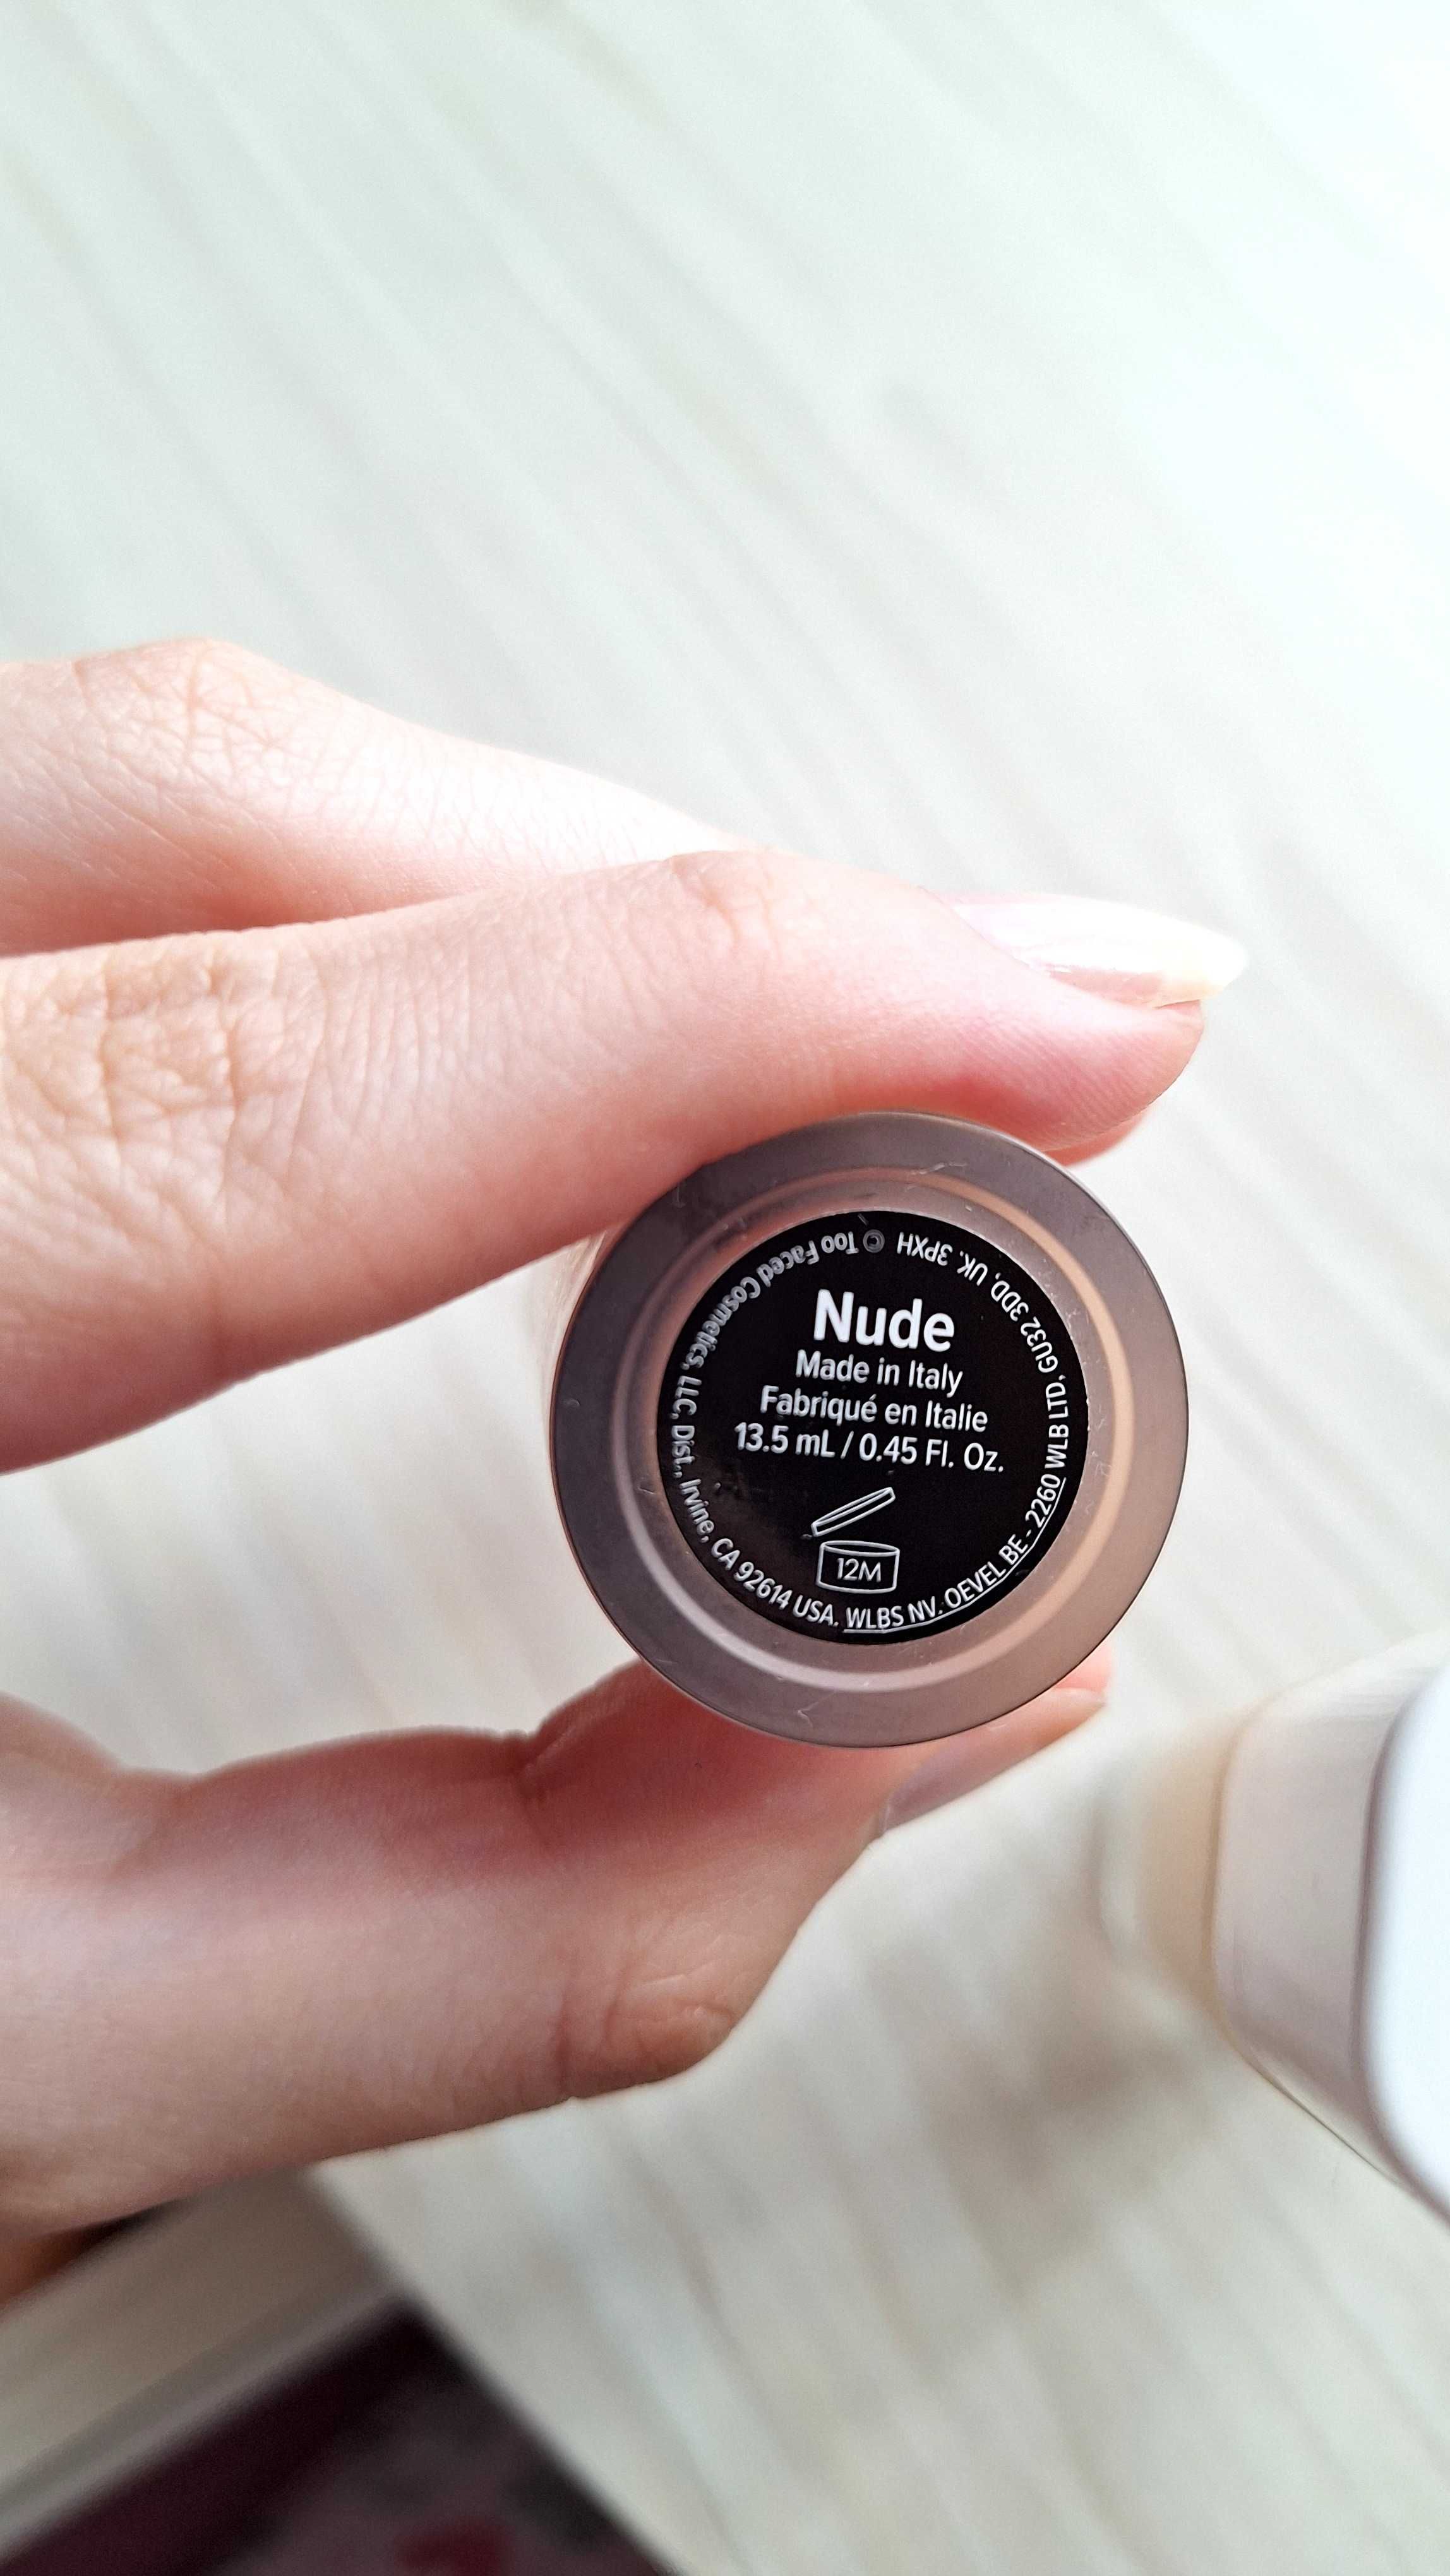 Nude
Made in Italy
Fabriqué en Italie
13.5 mL / 0.45 Fl. Oz.
12M
© Too Faced Cosmetics, LLC, Dist., Irvine, CA 92614 USA. WLBS NV. OEVEL BE - 2260 WLB LTD, GU32 3DD, UK. 3PXH